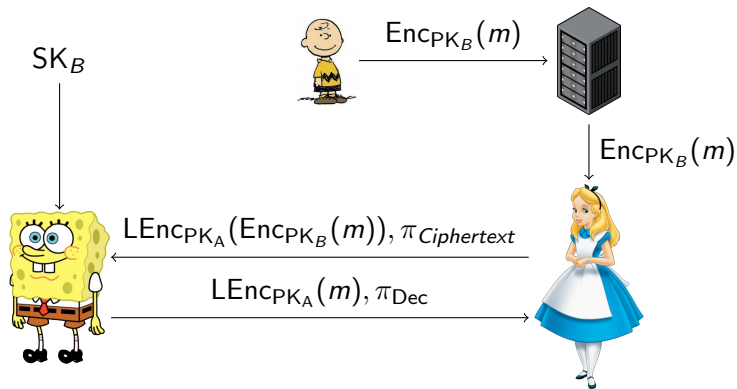 Enc_{PK_B}(m)
SK_B
Enc_{PK_B}(m)
LEnc_{PK_A}(Enc_{PK_B}(m)), π_{Ciphertext}
LEnc_{PK_A}(m), π_{Dec}